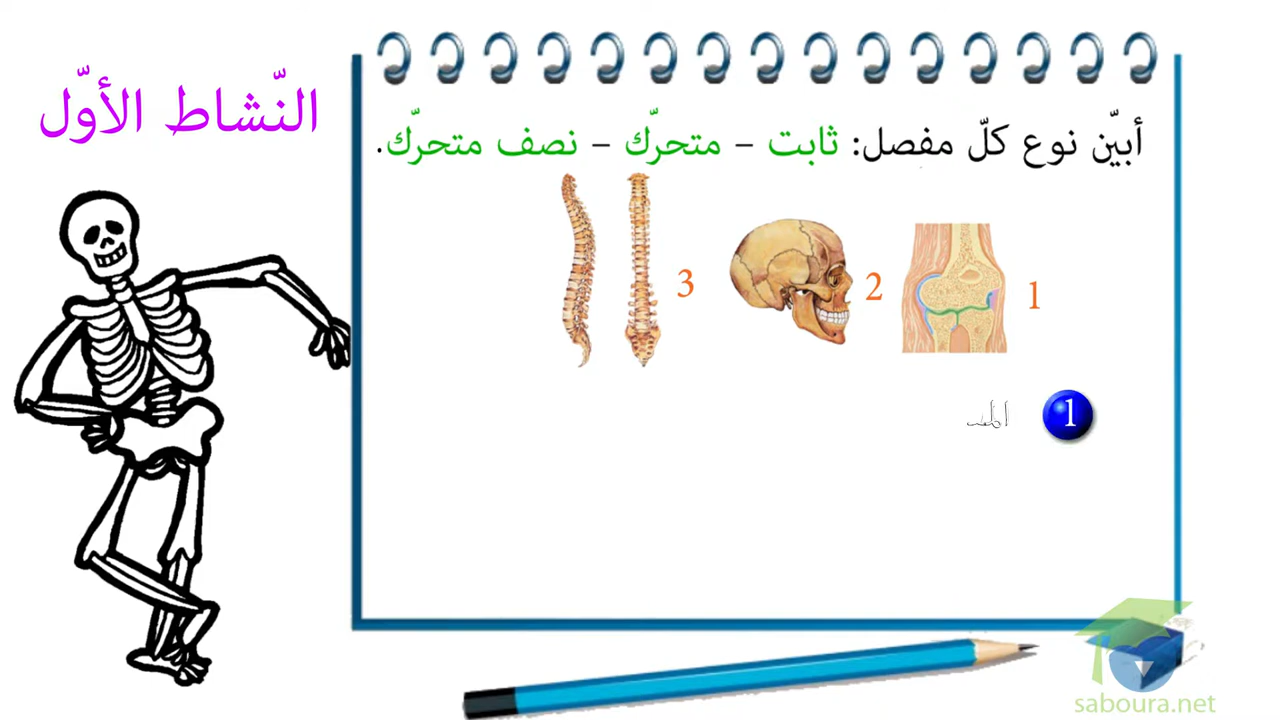 النّشاط الأوّل
أبيّن نوع كلّ مفصل: ثابت – متحرّك – نصف متحرّك.
3
2
1
1
saboura.net